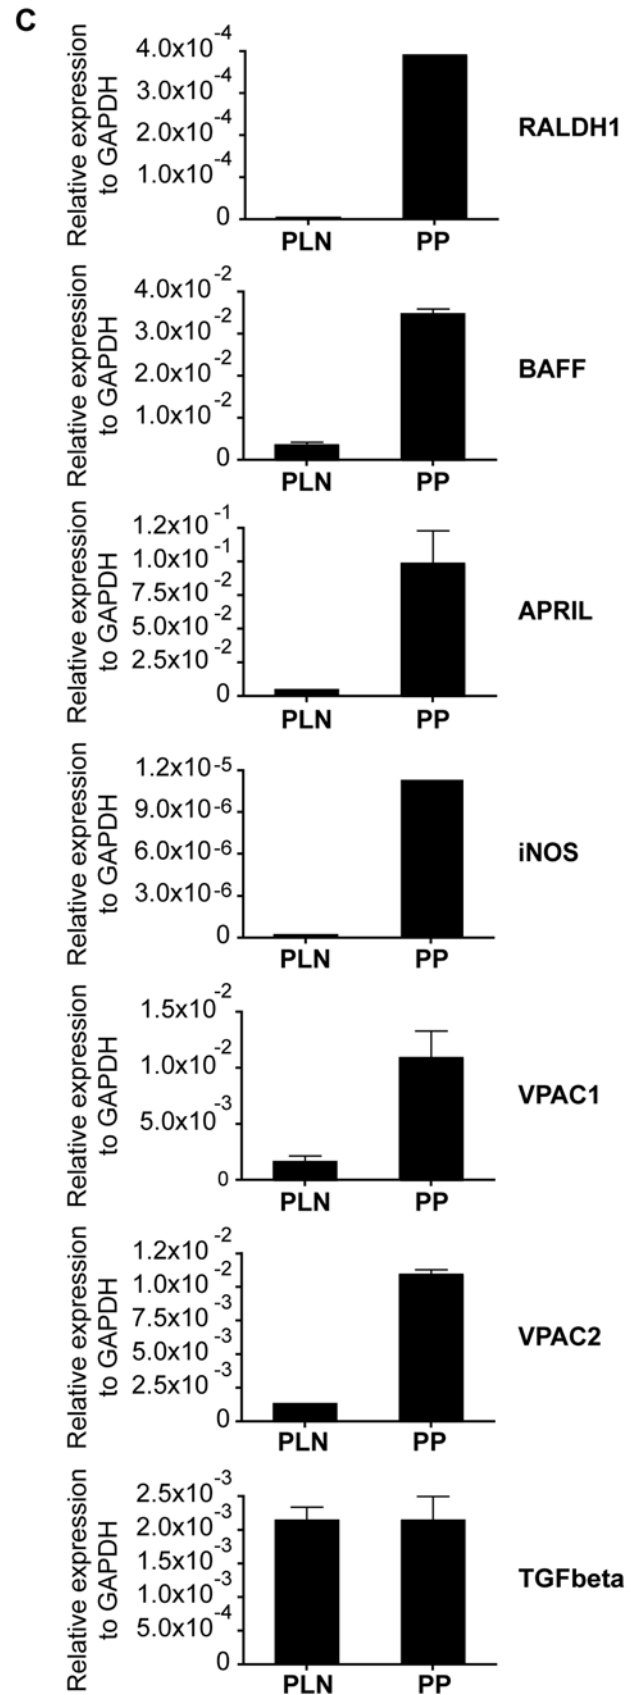 C
Relative expression
to GAPDH
4.0x10⁻⁴
3.0x10⁻⁴
2.0x10⁻⁴
1.0x10⁻⁴
0
PLN PP
RALDH1
Relative expression
to GAPDH
4.0x10⁻²
3.0x10⁻²
2.0x10⁻²
1.0x10⁻²
0
PLN PP
BAFF
Relative expression
to GAPDH
1.2x10⁻¹
1.0x10⁻¹
7.5x10⁻²
5.0x10⁻²
2.5x10⁻²
0
PLN PP
APRIL
Relative expression
to GAPDH
1.2x10⁻⁵
9.0x10⁻⁶
6.0x10⁻⁶
3.0x10⁻⁶
0
PLN PP
iNOS
Relative expression
to GAPDH
1.5x10⁻²
1.0x10⁻²
5.0x10⁻³
0
PLN PP
VPAC1
Relative expression
to GAPDH
1.2x10⁻²
1.0x10⁻²
7.5x10⁻³
5.0x10⁻³
2.5x10⁻³
0
PLN PP
VPAC2
Relative expression
to GAPDH
2.5x10⁻³
2.0x10⁻³
1.5x10⁻³
1.0x10⁻³
5.0x10⁻⁴
0
PLN PP
TGFbeta